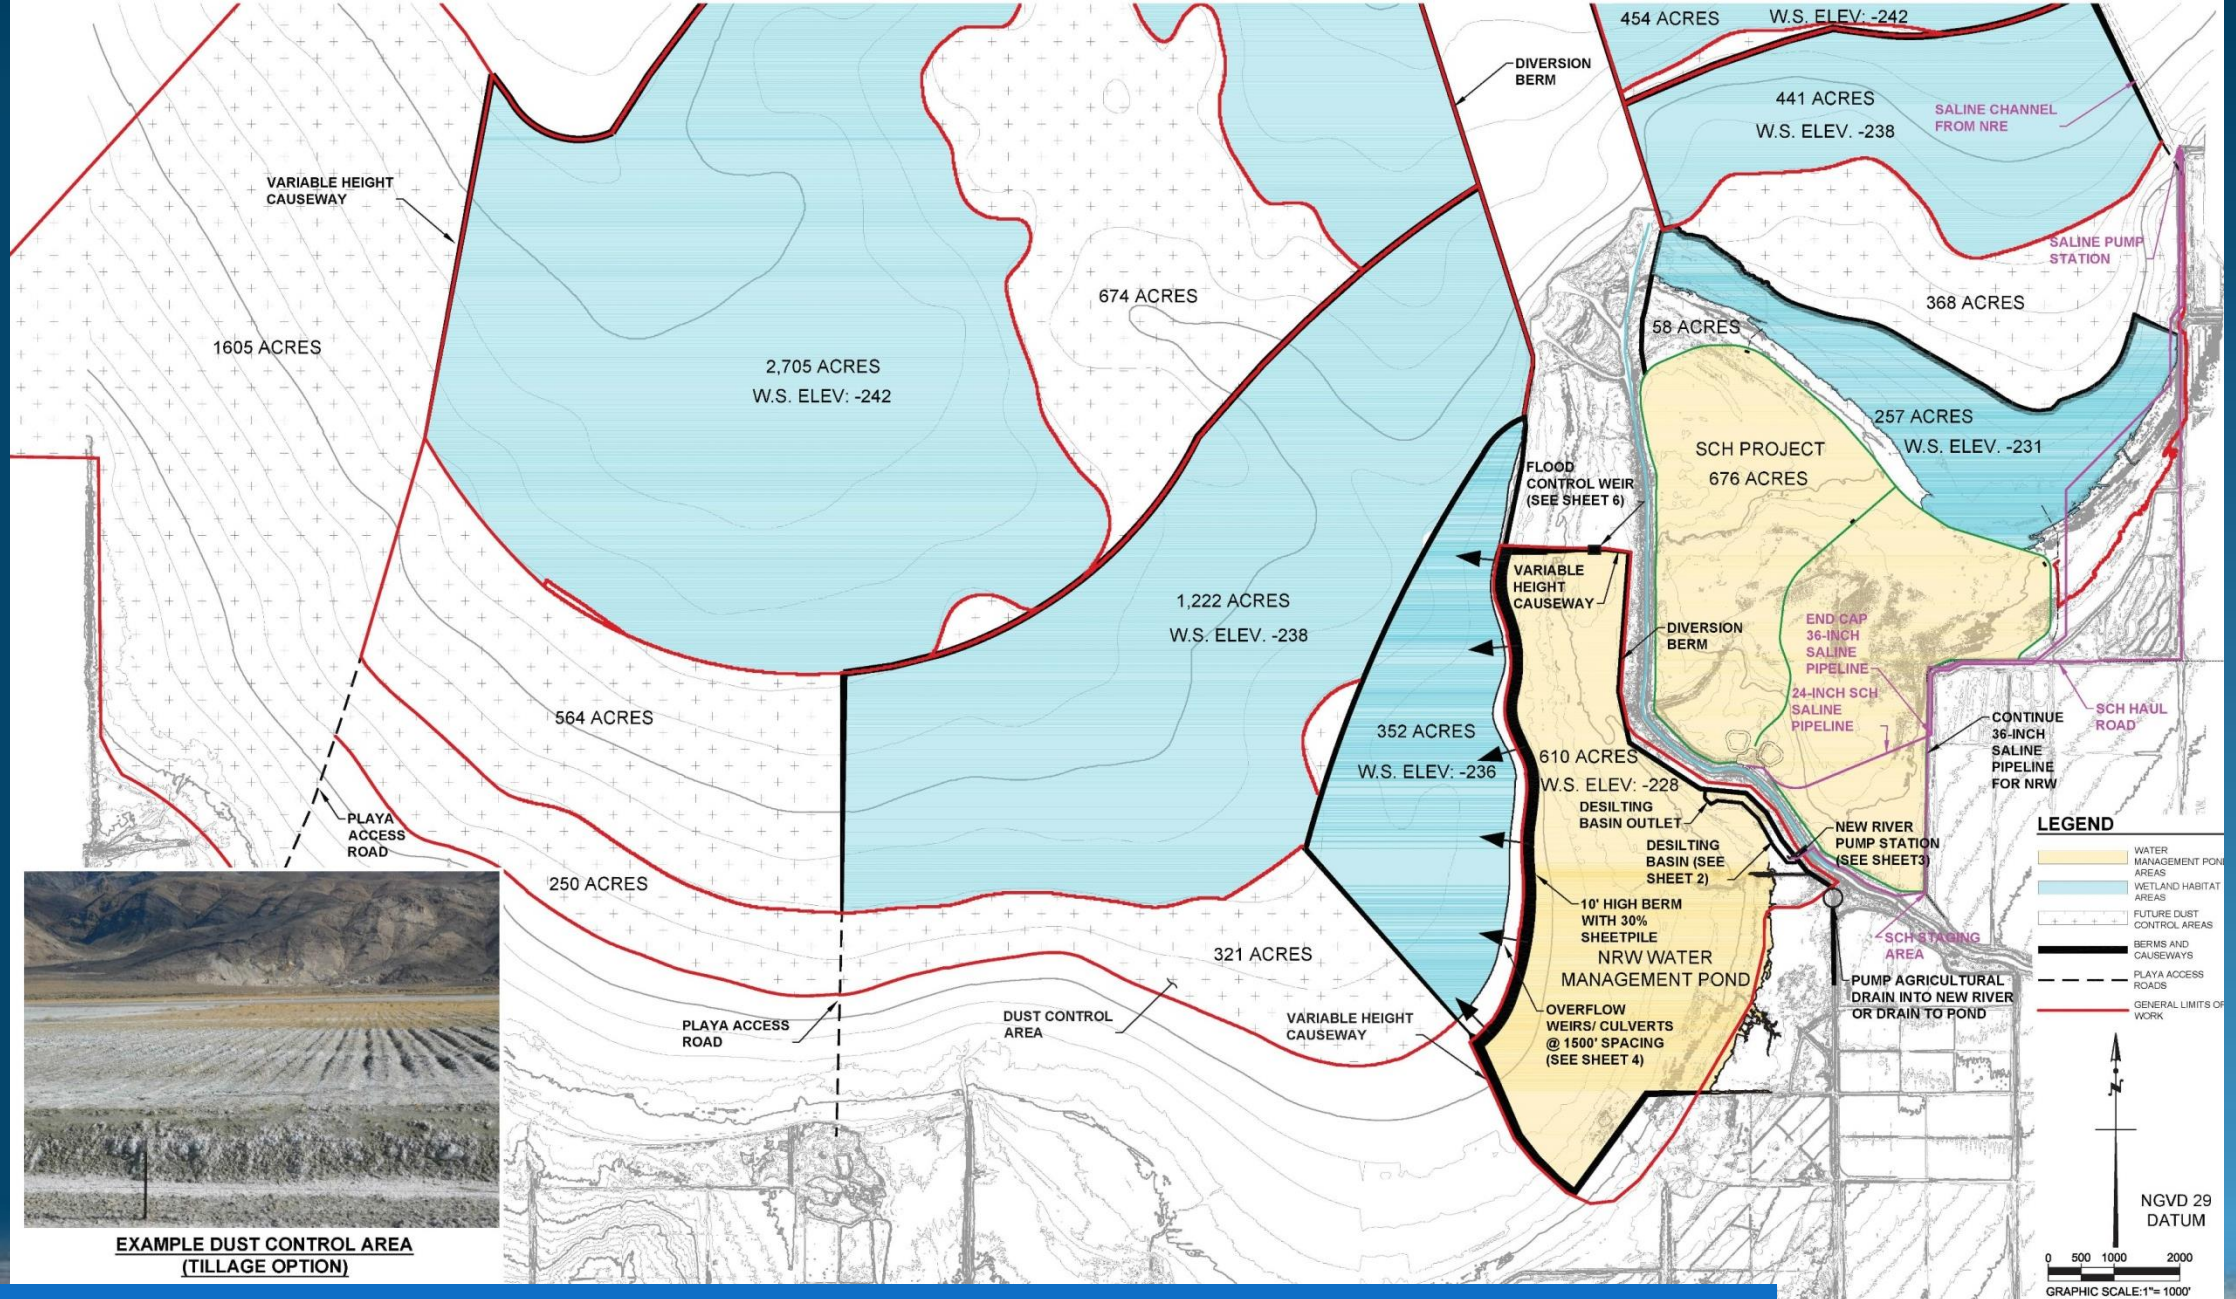 454 ACRES
W.S. ELEV: -242
DIVERSION
BERM
441 ACRES
W.S. ELEV. -238
SALINE CHANNEL
FROM NRE
VARIABLE HEIGHT
CAUSEWAY
SALINE PUMP
STATION
674 ACRES
368 ACRES
58 ACRES
1605 ACRES
2,705 ACRES
W.S. ELEV: -242
257 ACRES
W.S. ELEV. -231
SCH PROJECT
676 ACRES
FLOOD
CONTROL WEIR
(SEE SHEET 6)
VARIABLE
HEIGHT
CAUSEWAY
1,222 ACRES
W.S. ELEV. -238
DIVERSION
BERM
END CAP
36-INCH
SALINE
PIPELINE
24-INCH SCH
SALINE
PIPELINE
SCH HAUL
ROAD
CONTINUE
36-INCH
SALINE
PIPELINE
FOR NRW
564 ACRES
352 ACRES
W.S. ELEV: -236
610 ACRES
W.S. ELEV: -228
DESILTING
BASIN OUTLET
DESILTING
BASIN (SEE
SHEET 2)
NEW RIVER
PUMP STATION
(SEE SHEET3)
PLAYA
ACCESS
ROAD
250 ACRES
10' HIGH BERM
WITH 30%
SHEETPILE
NRW WATER
MANAGEMENT POND
SCH STAGING
AREA
321 ACRES
PUMP AGRICULTURAL
DRAIN INTO NEW RIVER
OR DRAIN TO POND
PLAYA ACCESS
ROAD
DUST CONTROL
AREA
VARIABLE HEIGHT
CAUSEWAY
OVERFLOW
WEIRS/ CULVERTS
@ 1500' SPACING
(SEE SHEET 4)
LEGEND
WATER
MANAGEMENT POND
AREAS
WETLAND HABITAT
AREAS
FUTURE DUST
CONTROL AREAS
BERMS AND
CAUSEWAYS
PLAYA ACCESS
ROADS
GENERAL LIMITS OF
WORK
N
NGVD 29
DATUM
0 500 1000 2000
GRAPHIC SCALE:1"= 1000'
EXAMPLE DUST CONTROL AREA
(TILLAGE OPTION)